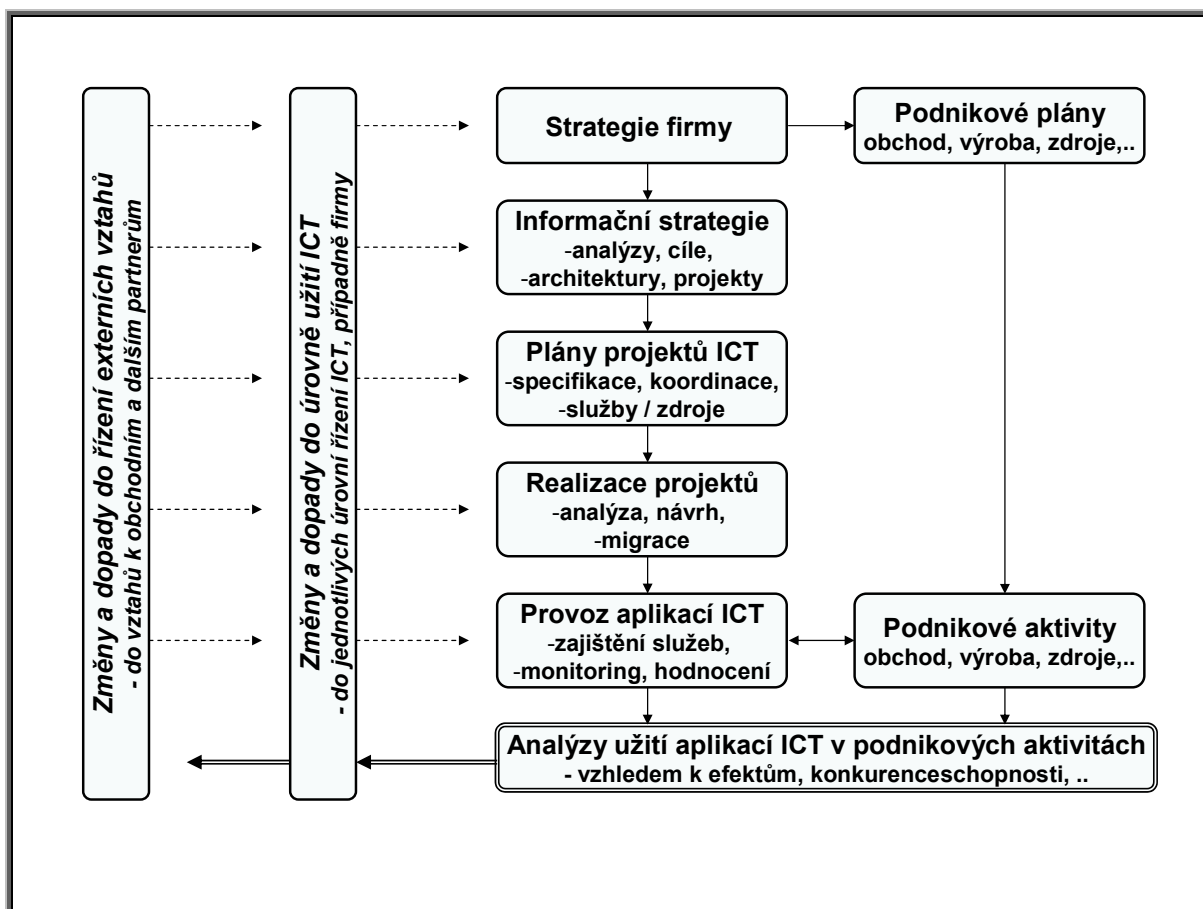 Změny a dopady do řízení externích vztahů
- do vztahů k obchodním a dalším partnerům
Změny a dopady do úrovně užití ICT
- do jednotlivých úrovní řízení ICT, případně firmy
Strategie firmy
Podnikové plány
obchod, výroba, zdroje,..
Informační strategie
-analýzy, cíle,
-architektury, projekty
Plány projektů ICT
-specifikace, koordinace,
-služby / zdroje
Realizace projektů
-analýza, návrh,
-migrace
Provoz aplikací ICT
-zajištění služeb,
-monitoring, hodnocení
Podnikové aktivity
obchod, výroba, zdroje,..
Analýzy užití aplikací ICT v podnikových aktivitách
- vzhledem k efektům, konkurenceschopnosti, ..